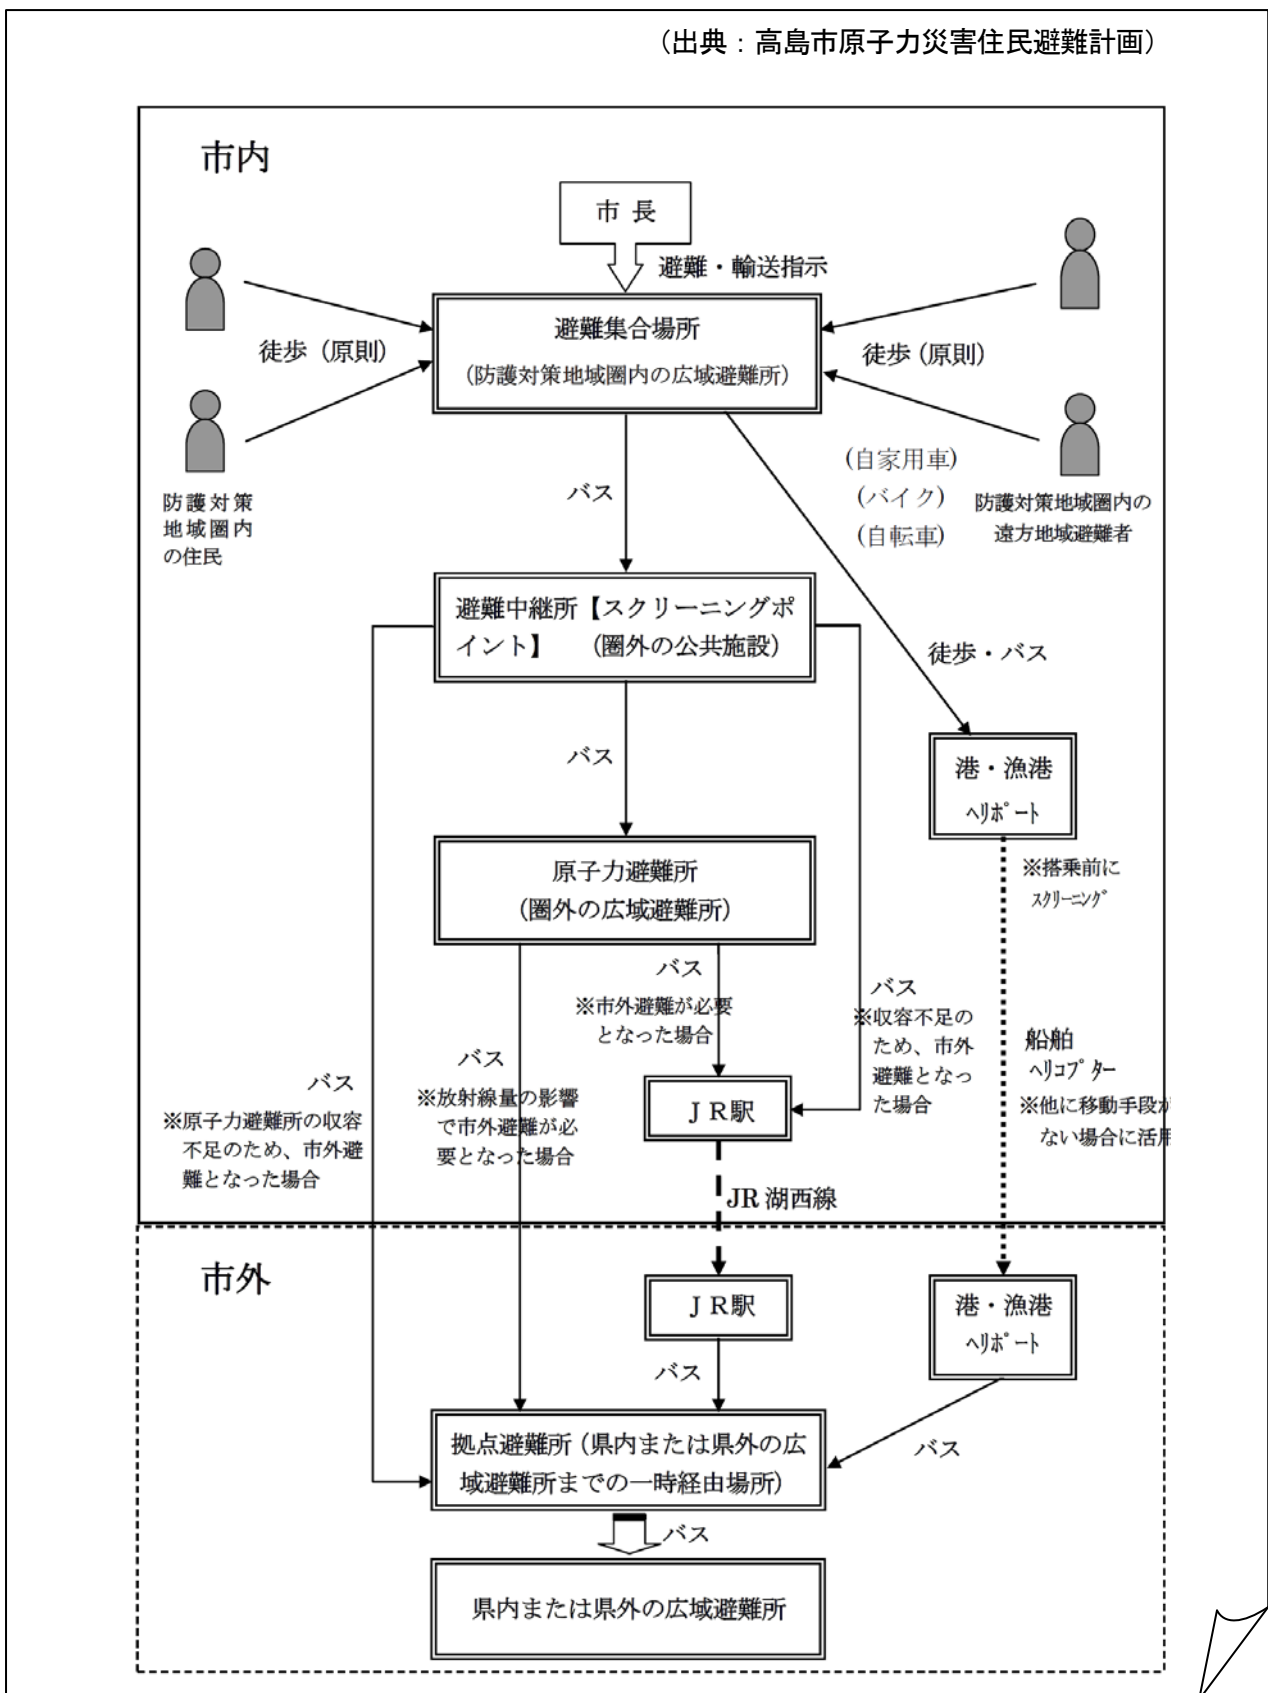 （出典：高島市原子力災害住民避難計画）
市内
市 長
避難・輸送指示
避難集合場所
（防護対策地域圏内の広域避難所）
徒歩（原則）
徒歩（原則）
防護対策
地域圏内
の住民
(自家用車)
(バイク)
(自転車)
防護対策地域圏内の
遠方地域避難者
バス
避難中継所【スクリーニングポ
イント】　（圏外の公共施設）
徒歩・バス
バス
港・漁港
ﾍﾘﾎﾟｰﾄ
※搭乗前に
ｽｸﾘｰﾆﾝｸﾞ
原子力避難所
（圏外の広域避難所）
バス
※市外避難が必要
となった場合
バス
※収容不足の
ため、市外
避難となっ
た場合
船舶
ﾍﾘｺﾌﾟﾀｰ
※他に移動手段が
ない場合に活用
バス
※放射線量の影響
で市外避難が必
要となった場合
バス
※原子力避難所の収容
不足のため、市外避
難となった場合
ＪＲ駅
JR 湖西線
市外
ＪＲ駅
港・漁港
ﾍﾘﾎﾟｰﾄ
バス
バス
拠点避難所（県内または県外の広
域避難所までの一時経由場所）
バス
県内または県外の広域避難所